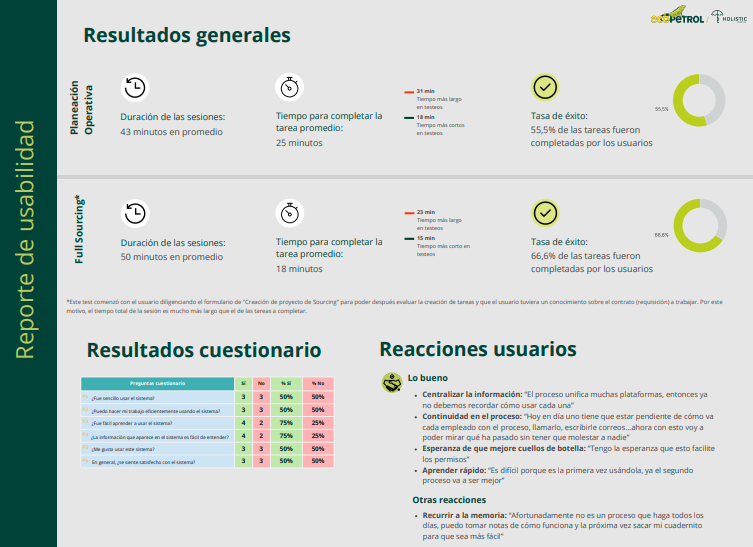 ecoPETROL
HOLISTIC
Reporte de usabilidad
Resultados generales
Planeación
Operativa
Duración de las sesiones:
43 minutos en promedio
Tiempo para completar la
tarea promedio:
25 minutos
31 min
Tiempo más largo
en testeos
18 min
Tiempo más cortos
en testeos
Tasa de éxito:
55,5% de las tareas fueron
completadas por los usuarios
55,5%
Full Sourcing*
Duración de las sesiones:
50 minutos en promedio
Tiempo para completar la
tarea promedio:
18 minutos
23 min
Tiempo más largo
en testeos
15 min
Tiempo más corto en
testeos
Tasa de éxito:
66,6% de las tareas fueron
completadas por los usuarios
66,6%
*Este test comenzó con el usuario diligenciando el formulario de "Creación de proyecto de Sourcing" para poder después evaluar la creación de tareas y que el usuario tuviera un conocimiento sobre el contrato (requisición) a trabajar. Por este
motivo, el tiempo total de la sesión es mucho más largo que el de las tareas a completar.
Resultados cuestionario
Preguntas cuestionario Sí No % Sí % No
¿Fue sencillo usar el sistema? 3 3 50% 50%
¿Puedo hacer mi trabajo eficientemente usando el sistema? 3 3 50% 50%
¿Fue fácil aprender a usar el sistema? 4 2 75% 25%
¿La información que aparece en el sistema es fácil de entender? 4 2 75% 25%
¿Me gusta usar este sistema? 3 3 50% 50%
En general, ¿se siente satisfecho con el sistema? 3 3 50% 50%
Reacciones usuarios
Lo bueno
• Centralizar la información: "El proceso unifica muchas plataformas, entonces ya
no debemos recordar cómo usar cada una"
• Continuidad en el proceso: "Hoy en día uno tiene que estar pendiente de cómo va
cada empleado con el proceso, llamarlo, escribirle correos...ahora con esto voy a
poder mirar qué ha pasado sin tener que molestar a nadie"
• Esperanza de que mejore cuellos de botella: "Tengo la esperanza que esto facilite
los permisos"
• Aprender rápido: "Es difícil porque es la primera vez usándola, ya el segundo
proceso va a ser mejor"
Otras reacciones
• Recurrir a la memoria: "Afortunadamente no es un proceso que haga todos los
días, puedo tomar notas de cómo funciona y la próxima vez sacar mi cuadernito
para que sea más fácil"